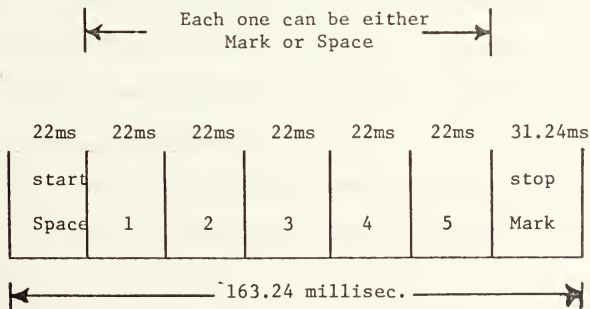 Each one can be either
Mark or Space
22ms 22ms 22ms 22ms 22ms 22ms 31.24ms
start stop
Space 1 2 3 4 5 Mark
163.24 millisec.